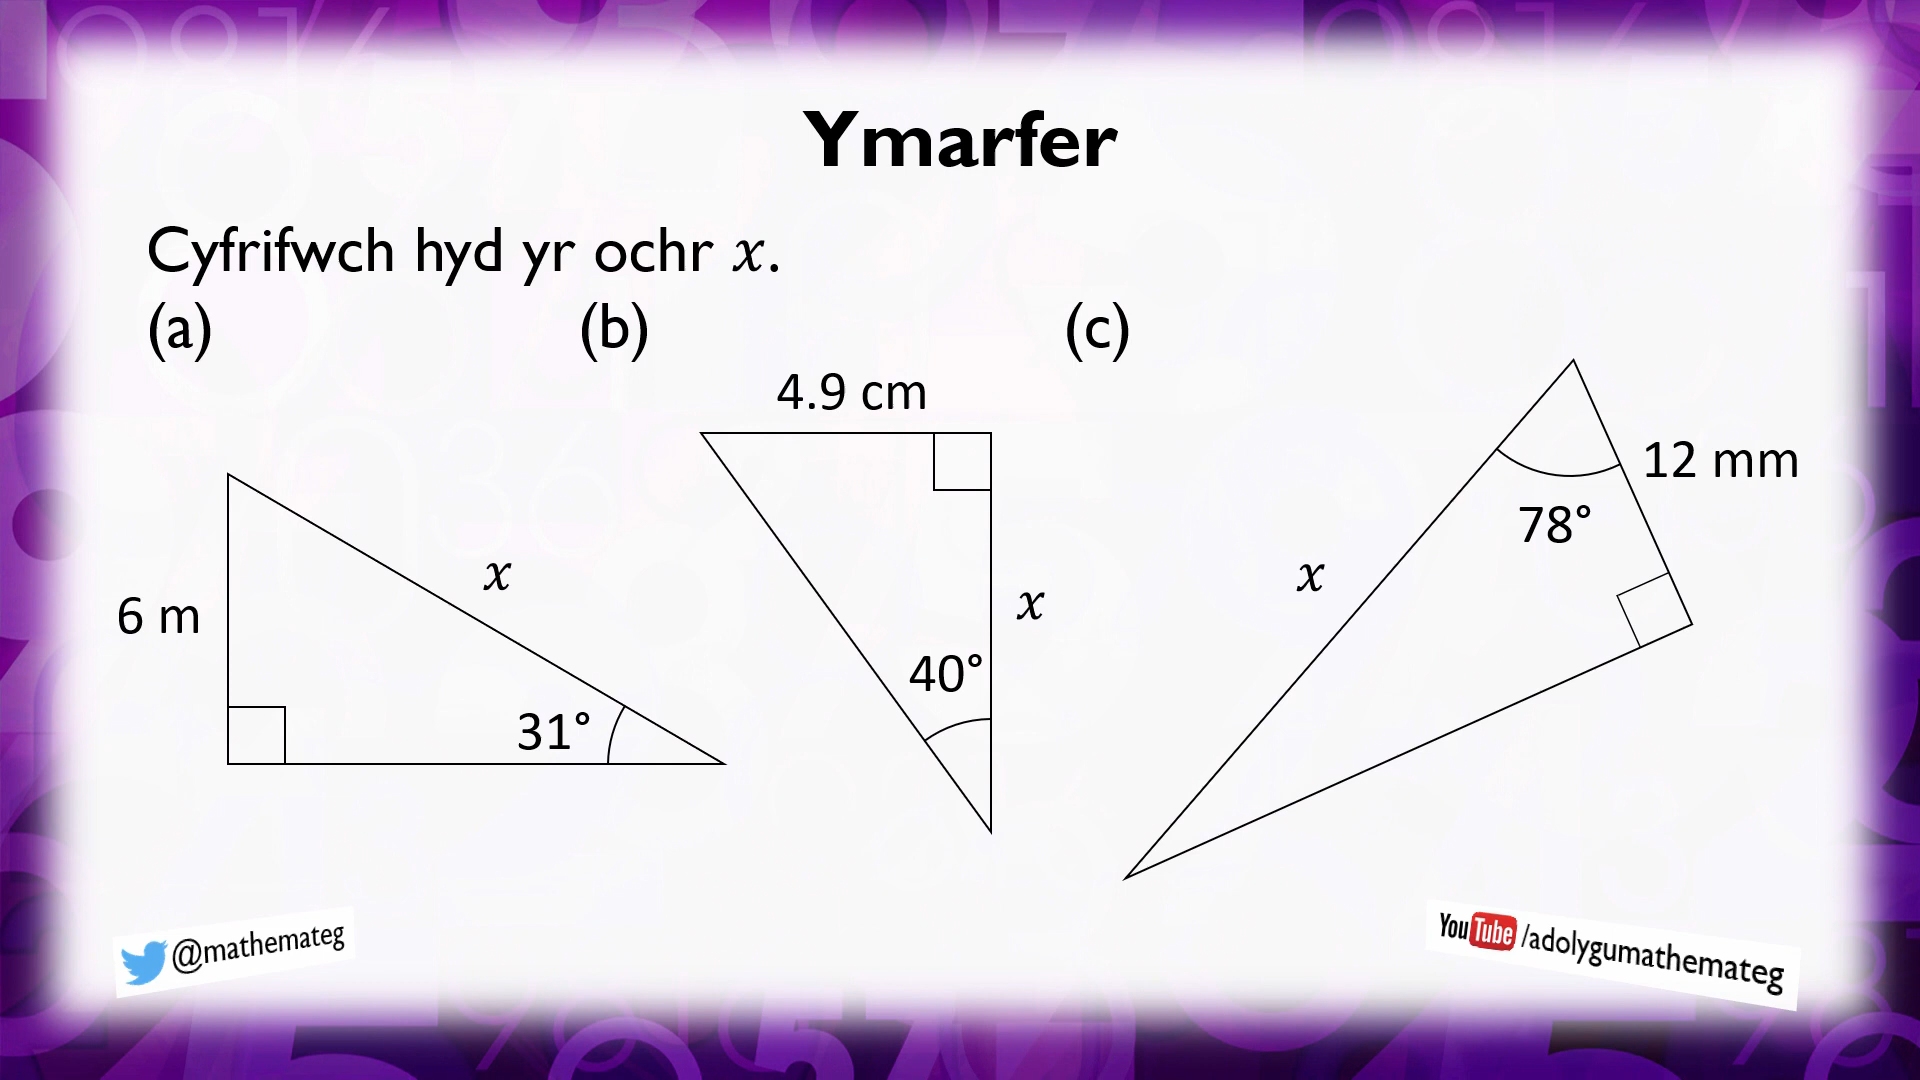 Ymarfer
Cyfrifwch hyd yr ochr x.
(a) (b) (c)
4.9 cm
12 mm
78°
x
x
6 m
x
40°
31°
@mathemateg
YouTube /adolygumathemateg